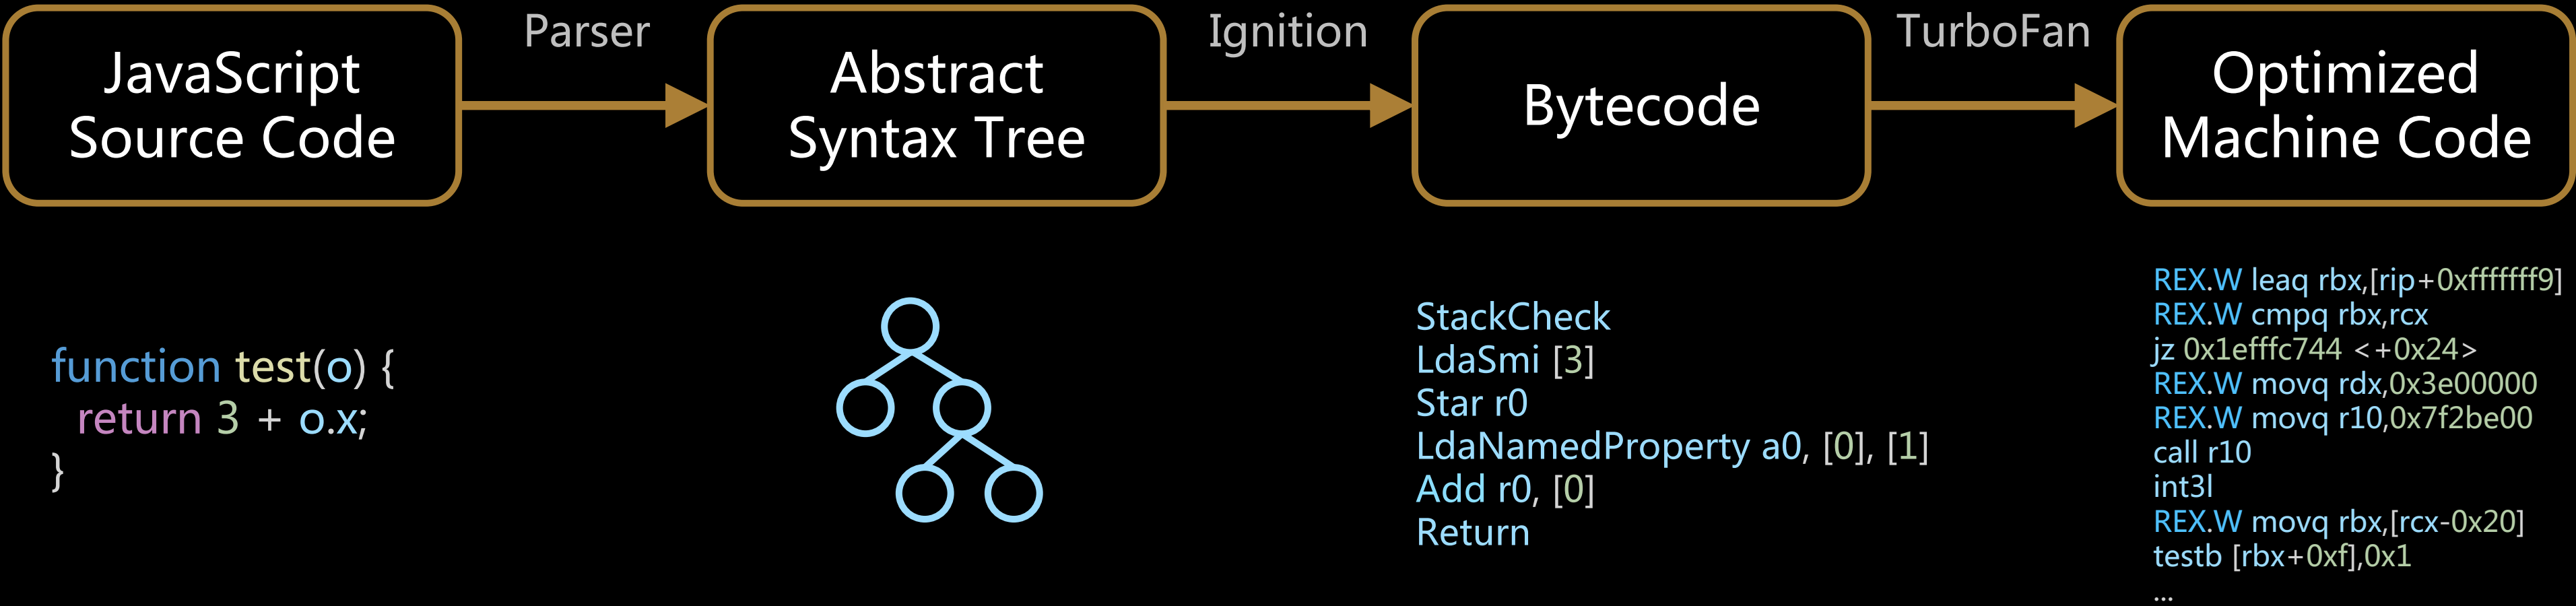 JavaScript
Source Code
Parser
Abstract
Syntax Tree
Ignition
Bytecode
TurboFan
Optimized
Machine Code
function test(o) {
  return 3 + o.x;
}
StackCheck
LdaSmi [3]
Star r0
LdaNamedProperty a0, [0], [1]
Add r0, [0]
Return
REX.W leaq rbx,[rip+0xfffffff9]
REX.W cmpq rbx,rcx
jz 0x1efffc744 <+0x24>
REX.W movq rdx,0x3e00000
REX.W movq r10,0x7f2be00
call r10
int3l
REX.W movq rbx,[rcx-0x20]
testb [rbx+0xf],0x1
...